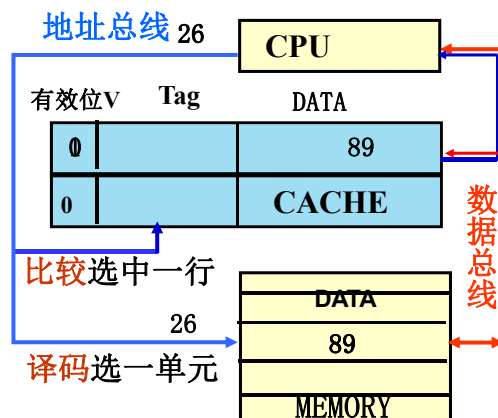 地址总线 26
CPU
有效位V Tag DATA
89
0 CACHE
数据总线
比较选中一行
DATA
26
89
译码选一单元
MEMORY